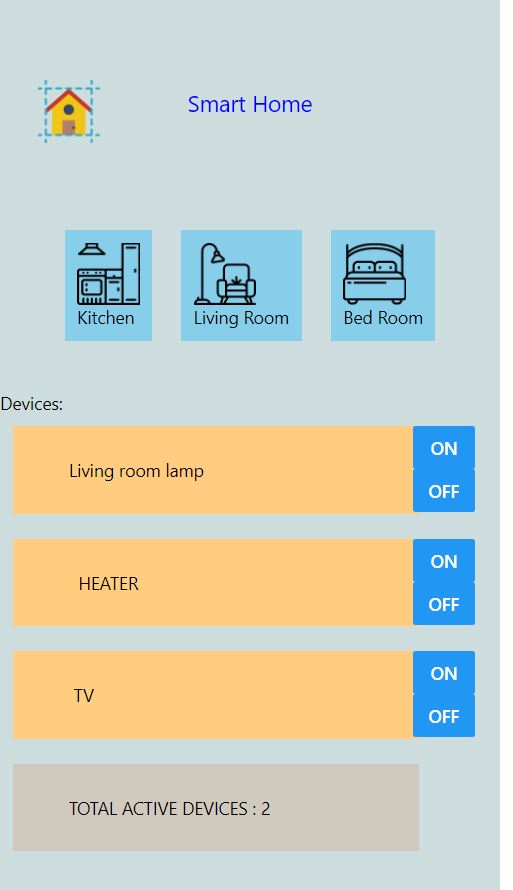 Smart Home
Kitchen
Living Room
Bed Room
Devices:
Living room lamp
ON
OFF
HEATER
ON
OFF
TV
ON
OFF
TOTAL ACTIVE DEVICES : 2